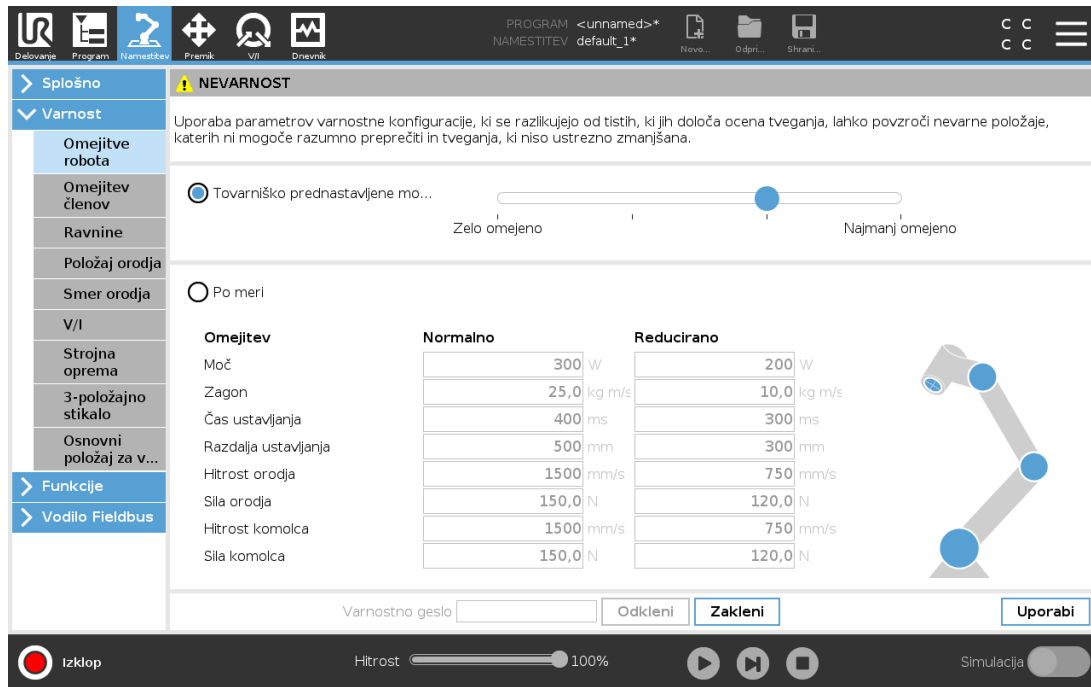 UR
PROGRAM <unnamed>*
NAMESTITEV default_1*
Delovanje Program Namestitev Premik V/I Dnevnik Novo... Odpri... Shrani...
C C
C C
Splošno
Varnost
Omejitve
robota
Omejitev
členov
Ravnine
Položaj orodja
Smer orodja
V/I
Strojna
oprema
3-položajno
stikalo
Osnovni
položaj za v...
Funkcije
Vodilo Fieldbus
NEVARNOST
Uporaba parametrov varnostne konfiguracije, ki se razlikujejo od tistih, ki jih določa ocena tveganja, lahko povzroči nevarne položaje,
katerih ni mogoče razumno preprečiti in tveganja, ki niso ustrezno zmanjšana.
Tovarniško prednastavljene mo...
Zelo omejeno Najmanj omejeno
Po meri
Omejitev Normalno Reducirano
Moč 300 W 200 W
Zagon 25,0 kg m/s 10,0 kg m/s
Čas ustavljanja 400 ms 300 ms
Razdalja ustavljanja 500 mm 300 mm
Hitrost orodja 1500 mm/s 750 mm/s
Sila orodja 150,0 N 120,0 N
Hitrost komolca 1500 mm/s 750 mm/s
Sila komolca 150,0 N 120,0 N
Varnostno geslo Odkleni Zakleni Uporabi
Izklop Hitrost 100% Simulacija